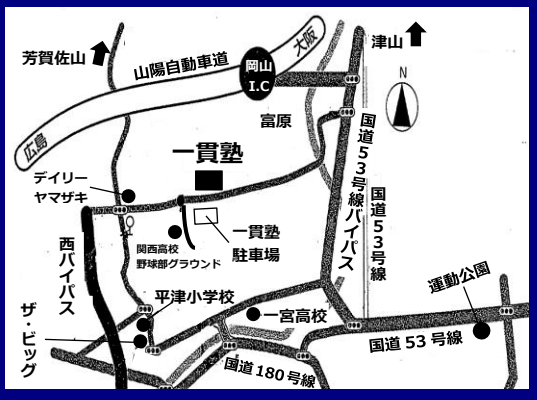 芳賀佐山
山陽自動車道
大阪
津山
岡山
I.C
N
広島
富原
国道53号線バイパス
国道53号線
一貫塾
デイリー
ヤマザキ
関西高校
野球部グラウンド
一貫塾
駐車場
西バイパス
ザ・ビッグ
平津小学校
一宮高校
運動公園
国道 53 号線
国道 180 号線